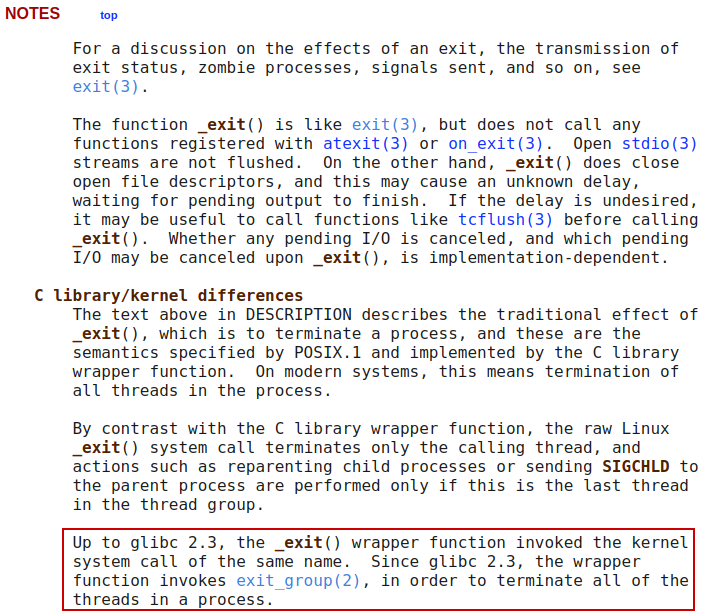 NOTES top
For a discussion on the effects of an exit, the transmission of
exit status, zombie processes, signals sent, and so on, see
exit(3).
The function _exit() is like exit(3), but does not call any
functions registered with atexit(3) or on_exit(3).  Open stdio(3)
streams are not flushed.  On the other hand, _exit() does close
open file descriptors, and this may cause an unknown delay,
waiting for pending output to finish.  If the delay is undesired,
it may be useful to call functions like tcflush(3) before calling
_exit().  Whether any pending I/O is canceled, and which pending
I/O may be canceled upon _exit(), is implementation-dependent.
C library/kernel differences
The text above in DESCRIPTION describes the traditional effect of
_exit(), which is to terminate a process, and these are the
semantics specified by POSIX.1 and implemented by the C library
wrapper function.  On modern systems, this means termination of
all threads in the process.
By contrast with the C library wrapper function, the raw Linux
_exit() system call terminates only the calling thread, and
actions such as reparenting child processes or sending SIGCHLD to
the parent process are performed only if this is the last thread
in the thread group.
Up to glibc 2.3, the _exit() wrapper function invoked the kernel
system call of the same name.  Since glibc 2.3, the wrapper
function invokes exit_group(2), in order to terminate all of the
threads in a process.